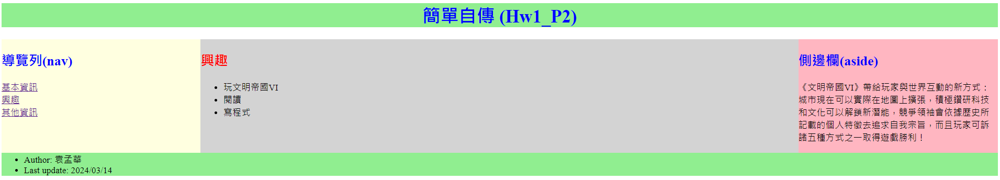 簡單自傳 (Hw1_P2)
導覽列(nav)
基本資訊
興趣
其他資訊
興趣
玩文明帝國VI
閱讀
寫程式
側邊欄(aside)
《文明帝國VI》帶給玩家與世界互動的新方式：
城市現在可以實際在地圖上擴張，積極鑽研科技
和文化可以解鎖新潛能，競爭領袖會依據歷史所
記載的個人特徵去追求自我宗旨，而且玩家可訴
諸五種方式之一取得遊戲勝利！
Author: 袁孟華
Last update: 2024/03/14